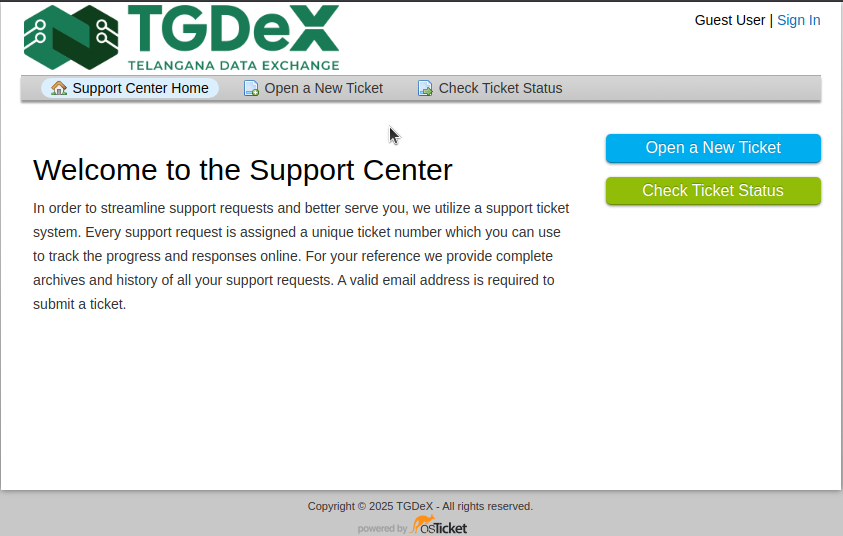 TGDeX
TELANGANA DATA EXCHANGE
Guest User | Sign In
Support Center Home
Open a New Ticket
Check Ticket Status
Welcome to the Support Center
In order to streamline support requests and better serve you, we utilize a support ticket
system. Every support request is assigned a unique ticket number which you can use
to track the progress and responses online. For your reference we provide complete
archives and history of all your support requests. A valid email address is required to
submit a ticket.
Open a New Ticket
Check Ticket Status
Copyright © 2025 TGDeX - All rights reserved.
powered by osTicket